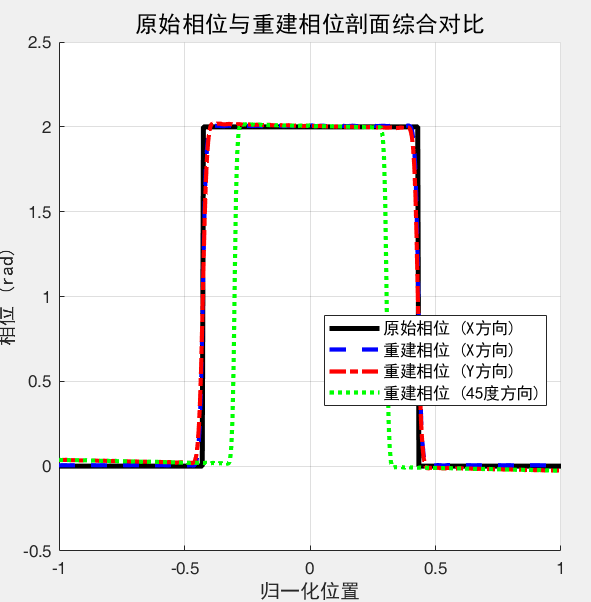 原始相位与重建相位剖面综合对比
2.5
2
1.5
1
0.5
0
-0.5
相位 (rad)
原始相位 (X方向)
重建相位 (X方向)
重建相位 (Y方向)
重建相位 (45度方向)
-1
-0.5
0
0.5
1
归一化位置